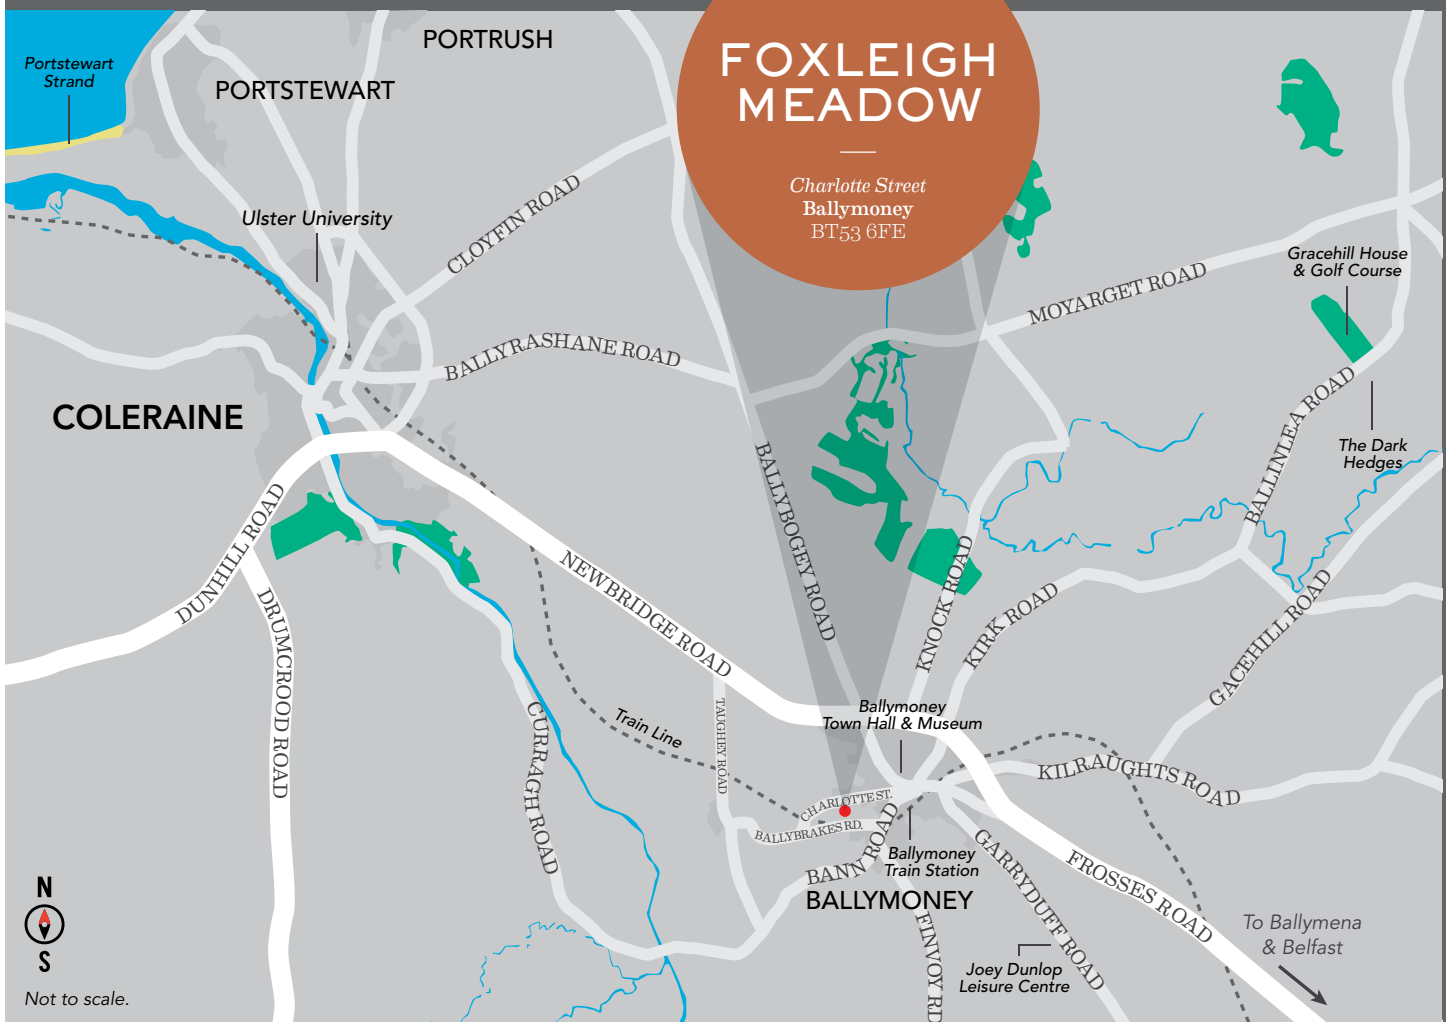 PORTRUSH
Portstewart
Strand
PORTSTEWART
FOXLEIGH
MEADOW
Charlotte Street
Ballymoney
BT53 6FE
Ulster University
CLOYFIN ROAD
Gracehill House
& Golf Course
MOYARGET ROAD
BALLYRASHANE ROAD
COLERAINE
BALLINLEA ROAD
The Dark
Hedges
BALLYBOGEY ROAD
DUNHILL ROAD
NEWBRIDGE ROAD
KNOCK ROAD
KIRK ROAD
GACEHILL ROAD
DRUMCROOD ROAD
Ballymoney
Town Hall & Museum
CURRAGH ROAD
Train Line
TAUGHEY ROAD
KILRAUGHTS ROAD
CHARLOTTE ST.
BALLYBRAKES RD.
BANN ROAD
Ballymoney
Train Station
BALLYMONEY
GARRYDUFF ROAD
FROSSES ROAD
FINVOY RD
To Ballymena
& Belfast
Joey Dunlop
Leisure Centre
N
S
Not to scale.